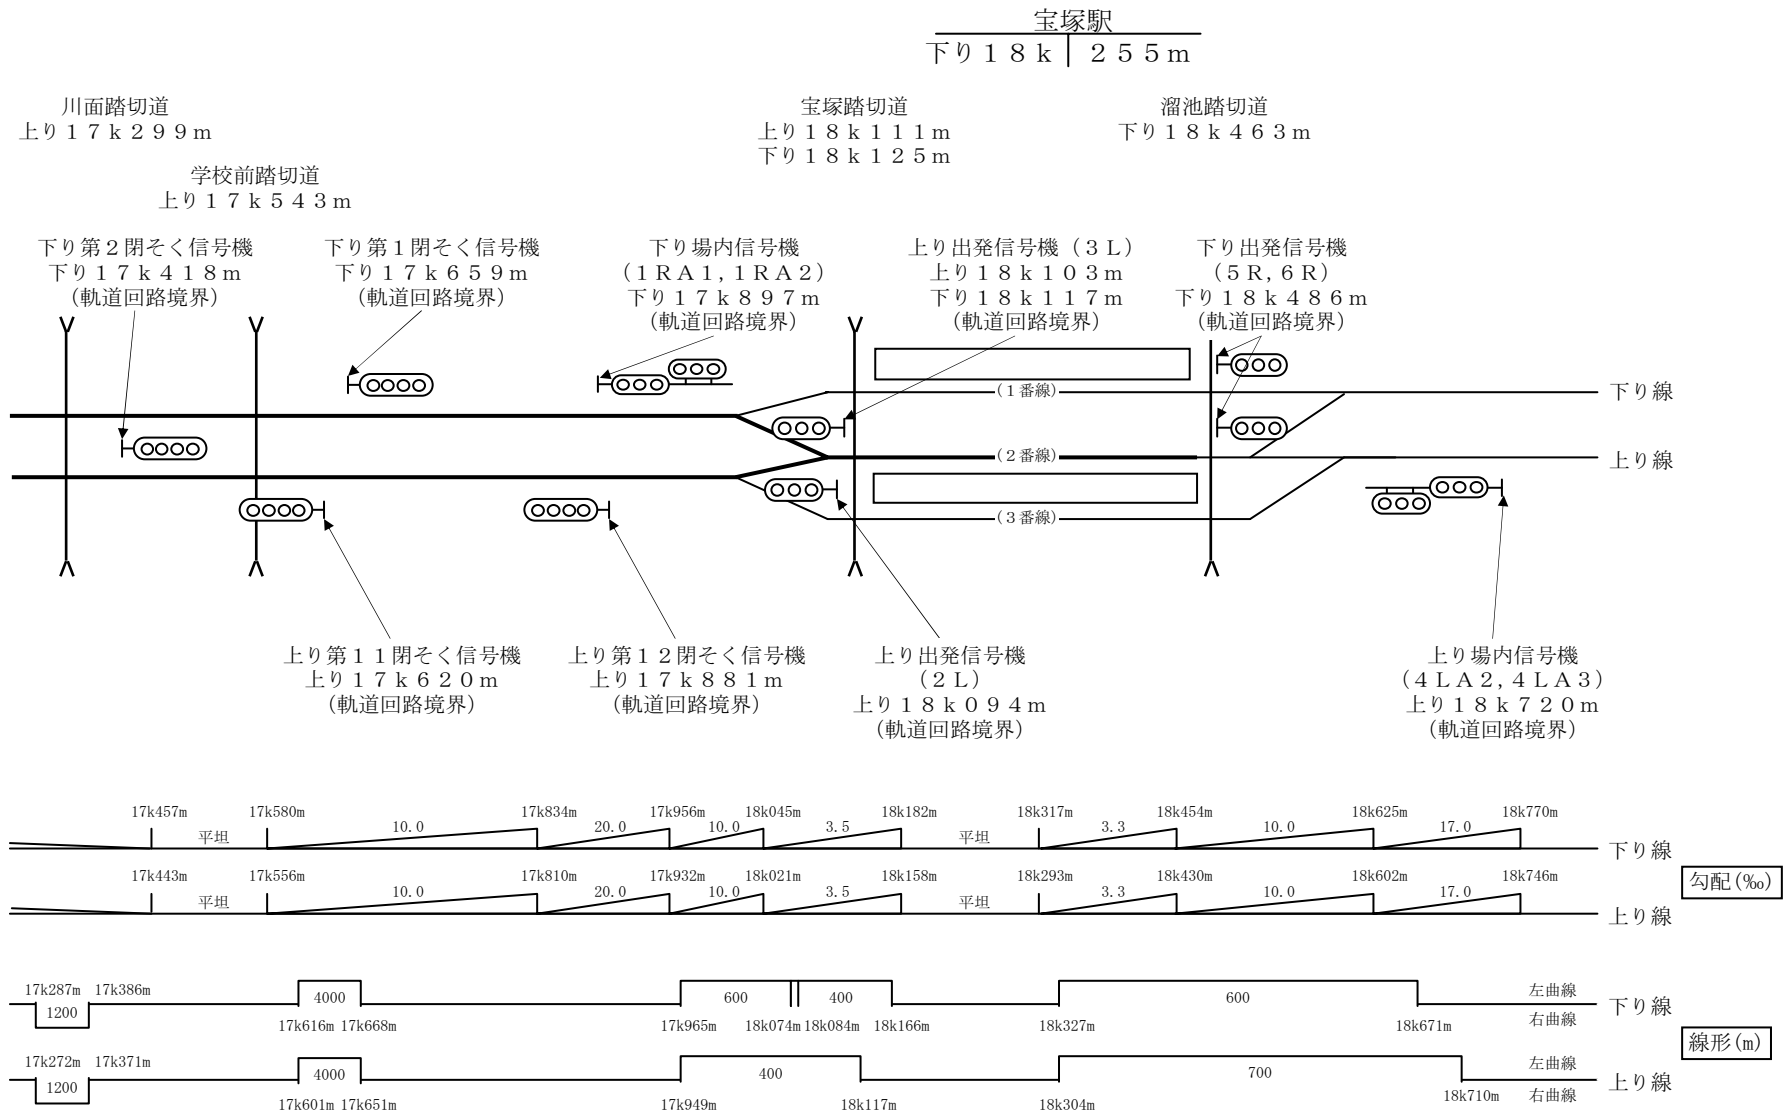 宝塚駅
下り１８ｋ ２５５ｍ
川面踏切道
上り１７ｋ２９９ｍ
学校前踏切道
上り１７ｋ５４３ｍ
宝塚踏切道
上り１８ｋ１１１ｍ
下り１８ｋ１２５ｍ
溜池踏切道
下り１８ｋ４６３ｍ
下り第２閉そく信号機
下り１７ｋ４１８ｍ
（軌道回路境界）
下り第１閉そく信号機
下り１７ｋ６５９ｍ
（軌道回路境界）
下り場内信号機
（１ＲＡ１，１ＲＡ２）
下り１７ｋ８９７ｍ
（軌道回路境界）
上り出発信号機（３Ｌ）
上り１８ｋ１０３ｍ
下り１８ｋ１１７ｍ
（軌道回路境界）
下り出発信号機
（５Ｒ，６Ｒ）
下り１８ｋ４８６ｍ
（軌道回路境界）
（１番線）
下り線
（２番線）
上り線
（３番線）
上り第１１閉そく信号機
上り１７ｋ６２０ｍ
（軌道回路境界）
上り第１２閉そく信号機
上り１７ｋ８８１ｍ
（軌道回路境界）
上り出発信号機
（２Ｌ）
上り１８ｋ０９４ｍ
（軌道回路境界）
上り場内信号機
（４ＬＡ２，４ＬＡ３）
上り１８ｋ７２０ｍ
（軌道回路境界）
17k457m 17k580m 17k834m 17k956m 18k045m 18k182m 18k317m 18k454m 18k625m 18k770m
平坦 10.0 20.0 10.0 3.5 平坦 3.3 10.0 17.0
下り線
17k443m 17k556m 17k810m 17k932m 18k021m 18k158m 18k293m 18k430m 18k602m 18k746m
平坦 10.0 20.0 10.0 3.5 平坦 3.3 10.0 17.0
上り線
勾配(‰)
17k287m 17k386m
1200 4000 600 400 600
左曲線
下り線
右曲線
17k616m 17k668m 17k965m 18k074m 18k084m 18k166m 18k327m 18k671m
線形(m)
17k272m 17k371m
1200 4000 400 700
左曲線
上り線
右曲線
17k601m 17k651m 17k949m 18k117m 18k304m 18k710m